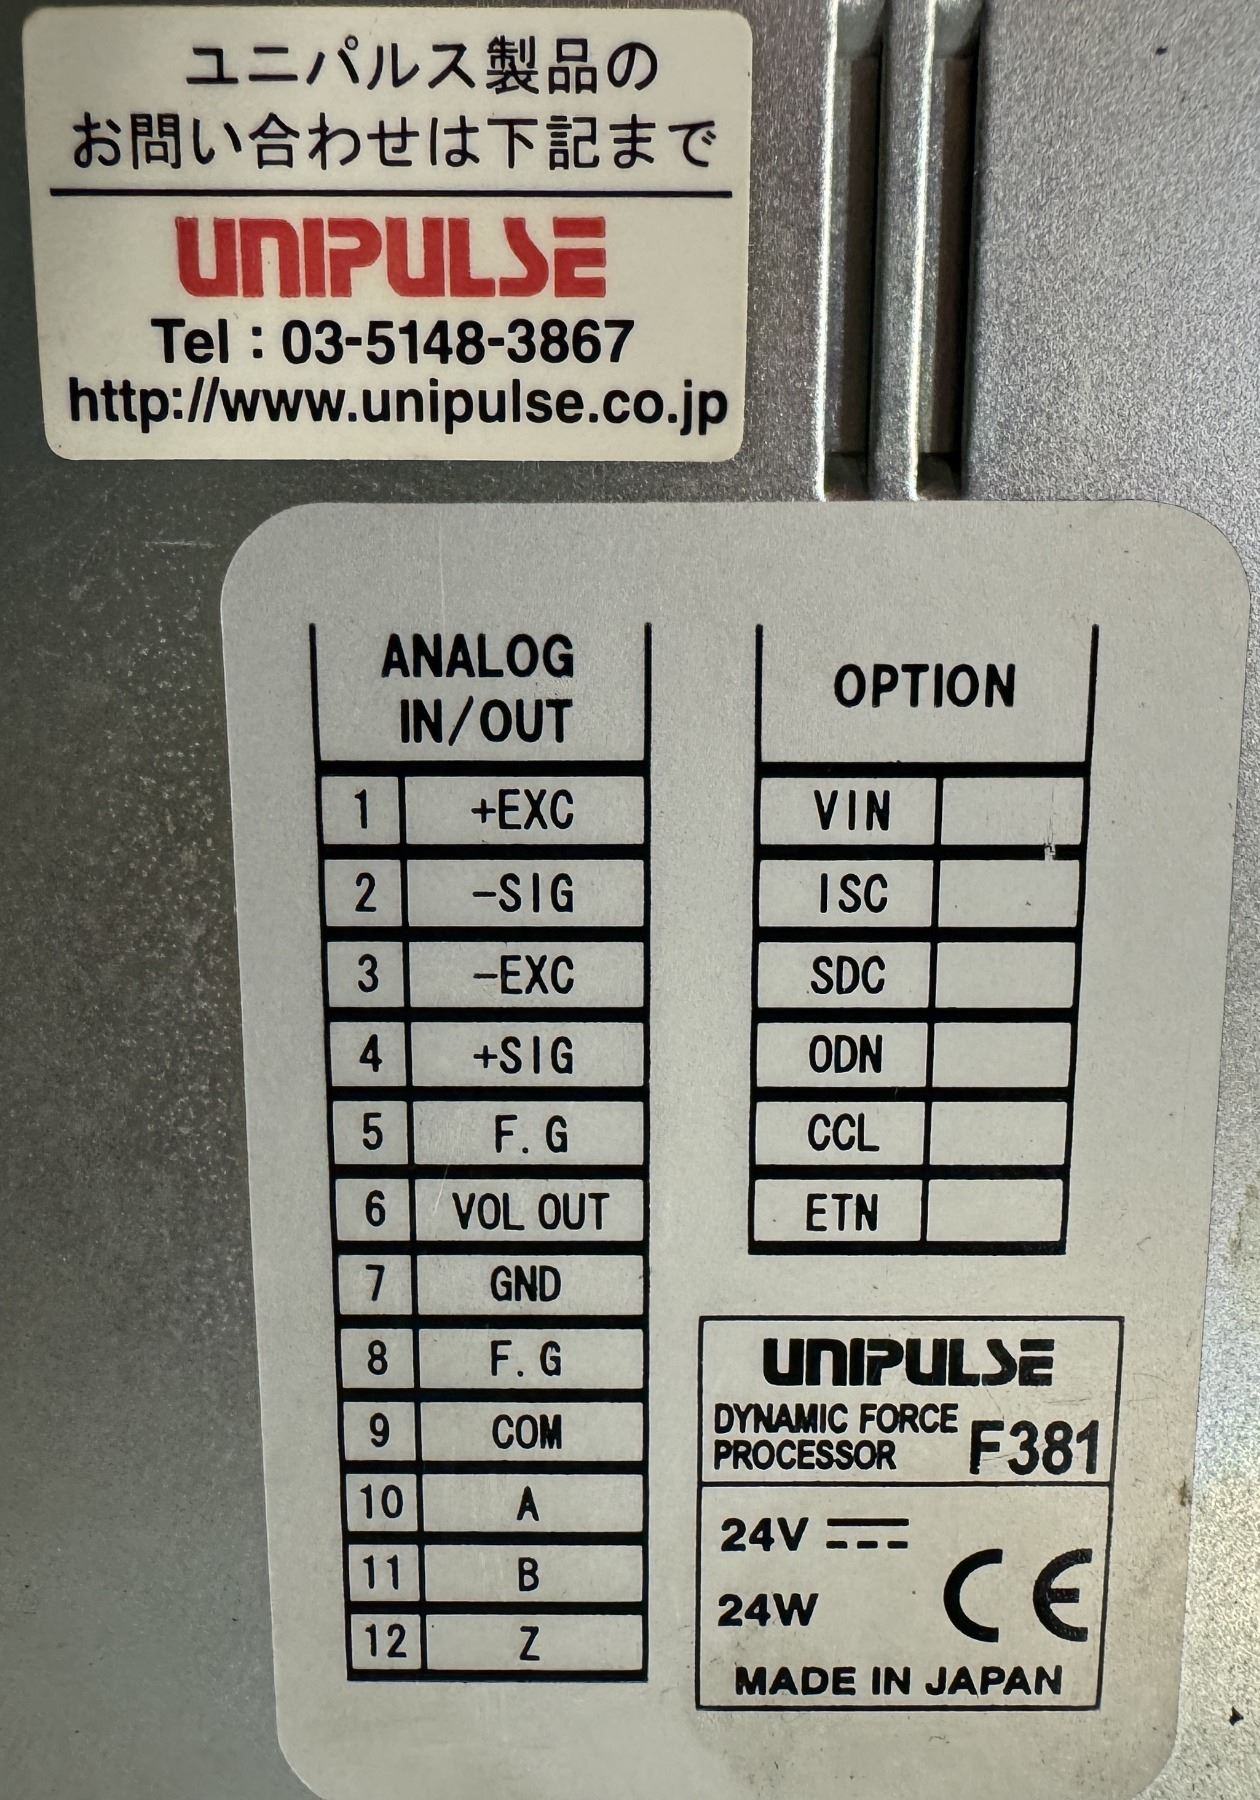 ユニパルス製品の
お問い合わせは下記まで
UNIPULSE
Tel : 03-5148-3867
http://www.unipulse.co.jp
ANALOG
IN/OUT
1 +EXC
2 -SIG
3 -EXC
4 +SIG
5 F.G
6 VOL OUT
7 GND
8 F.G
9 COM
10 A
11 B
12 Z
OPTION
VIN
ISC
SDC
ODN
CCL
ETN
UNIPULSE
DYNAMIC FORCE
PROCESSOR F381
24V ⎓
24W CE
MADE IN JAPAN